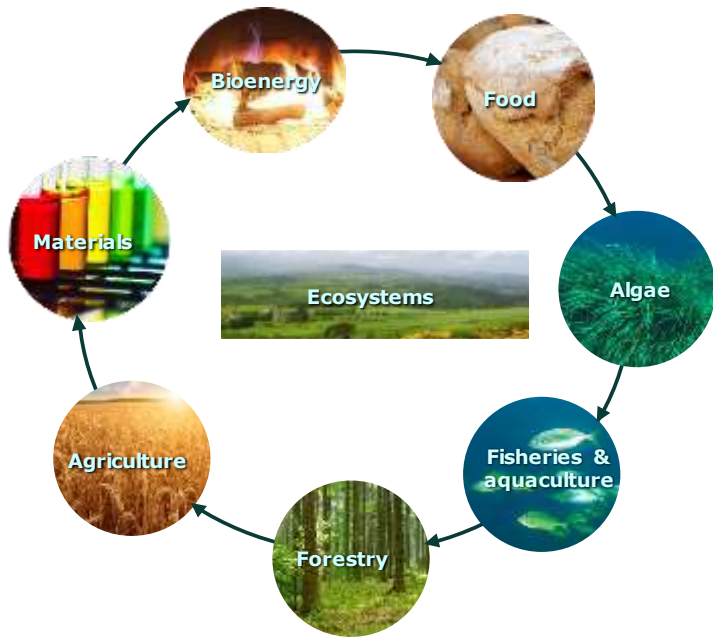 Bioenergy
Food
Materials
Ecosystems
Algae
Agriculture
Fisheries &
aquaculture
Forestry